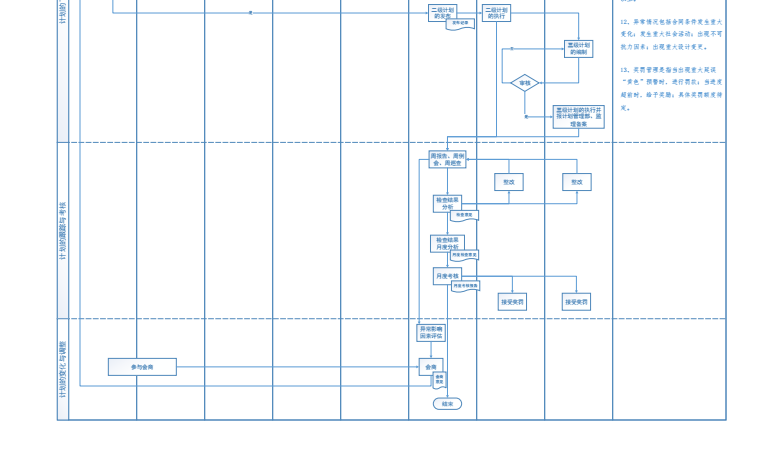 计划的
二级计划
的发布
发布记录
二级计划
的执行
三级计划
的编制
审核
三级计划的执行并
报计划管理部、监
理备案
12、异常情况包括合同条件发生重大
变化；发生重大社会活动；出现不可
抗力因素；出现重大设计变更。
13、奖罚管理是指当出现重大延误
“黄色”预警时，进行罚款；当进度
超前时，给予奖励；具体奖罚额度待
定。
计划的跟踪与考核
周报告、周例
会、周巡查
整改
整改
检查结果
分析
检查结果
月度分析
月度考核
接受奖罚
接受奖罚
计划的变化与调整
异常影响
因素评估
参与会商
会商
结束